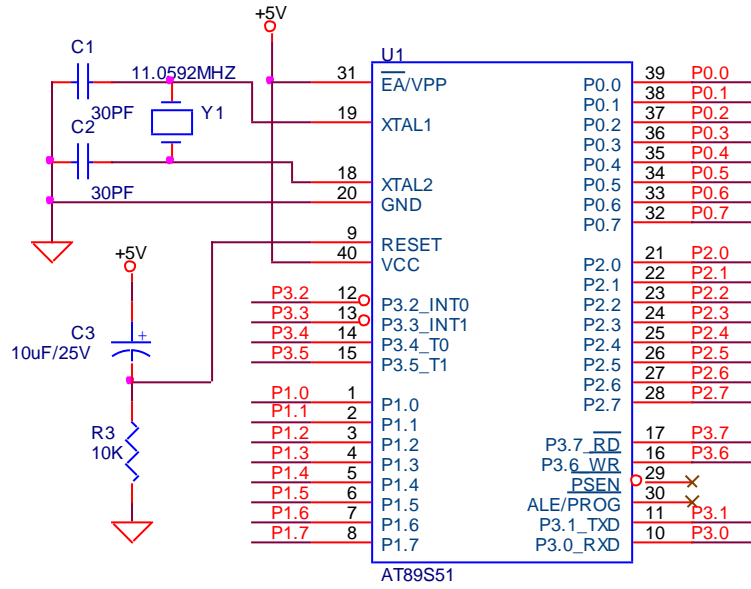 +5V
C1
11.0592MHZ
30PF
Y1
C2
30PF
+5V
C3
10uF/25V
R3
10K
U1
31 EA/VPP
19 XTAL1
18 XTAL2
20 GND
9 RESET
40 VCC
P3.2 12 P3.2_INT0
P3.3 13 P3.3_INT1
P3.4 14 P3.4_T0
P3.5 15 P3.5_T1
P1.0 1 P1.0
P1.1 2 P1.1
P1.2 3 P1.2
P1.3 4 P1.3
P1.4 5 P1.4
P1.5 6 P1.5
P1.6 7 P1.6
P1.7 8 P1.7
P0.0 39 P0.0
P0.1 38 P0.1
P0.2 37 P0.2
P0.3 36 P0.3
P0.4 35 P0.4
P0.5 34 P0.5
P0.6 33 P0.6
P0.7 32 P0.7
P2.0 21 P2.0
P2.1 22 P2.1
P2.2 23 P2.2
P2.3 24 P2.3
P2.4 25 P2.4
P2.5 26 P2.5
P2.6 27 P2.6
P2.7 28 P2.7
P3.7_RD 17 P3.7
P3.6_WR 16 P3.6
PSEN 29
ALE/PROG 30
P3.1_TXD 11 P3.1
P3.0_RXD 10 P3.0
AT89S51